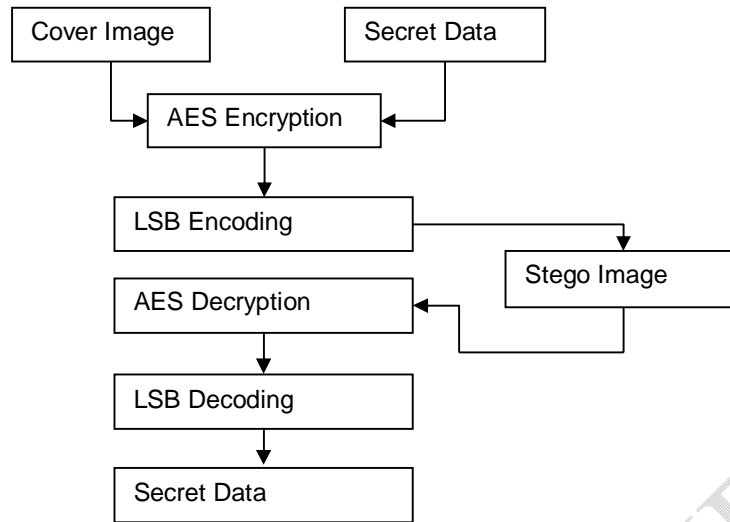 Cover Image
Secret Data
AES Encryption
LSB Encoding
Stego Image
AES Decryption
LSB Decoding
Secret Data